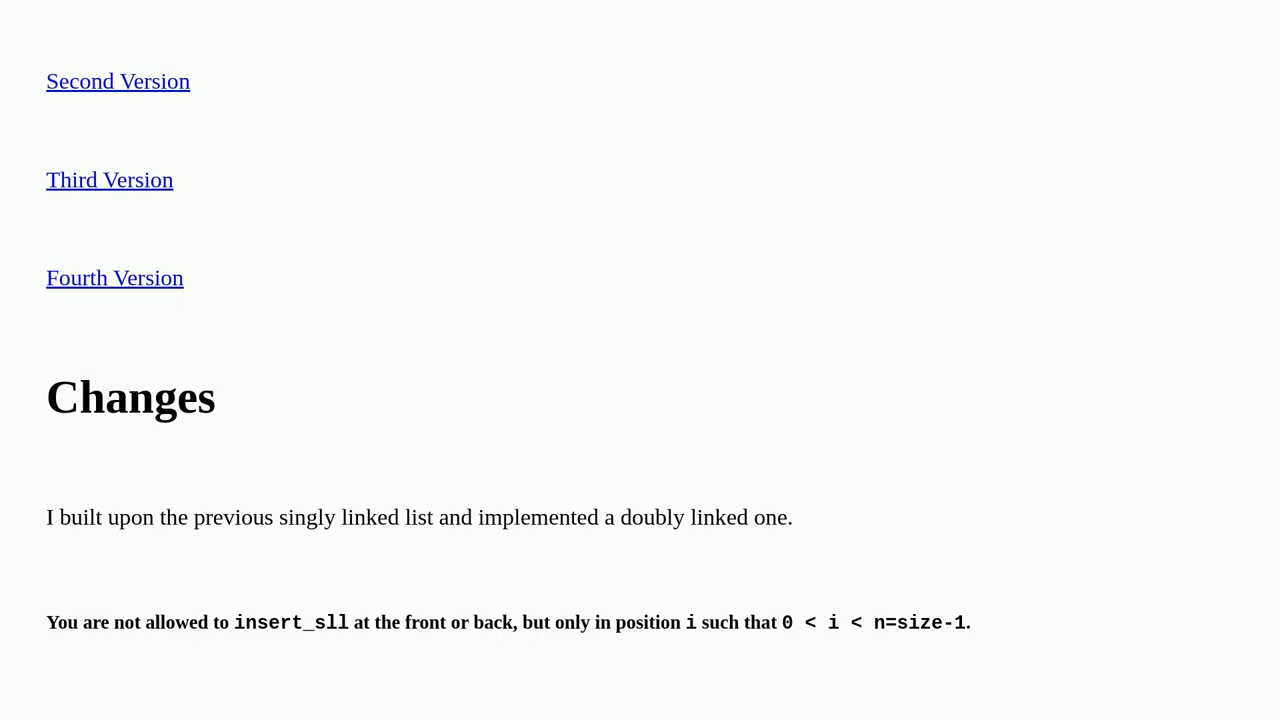 Second Version
Third Version
Fourth Version
Changes
I built upon the previous singly linked list and implemented a doubly linked one.
You are not allowed to insert_sll at the front or back, but only in position i such that 0 < i < n=size-1.